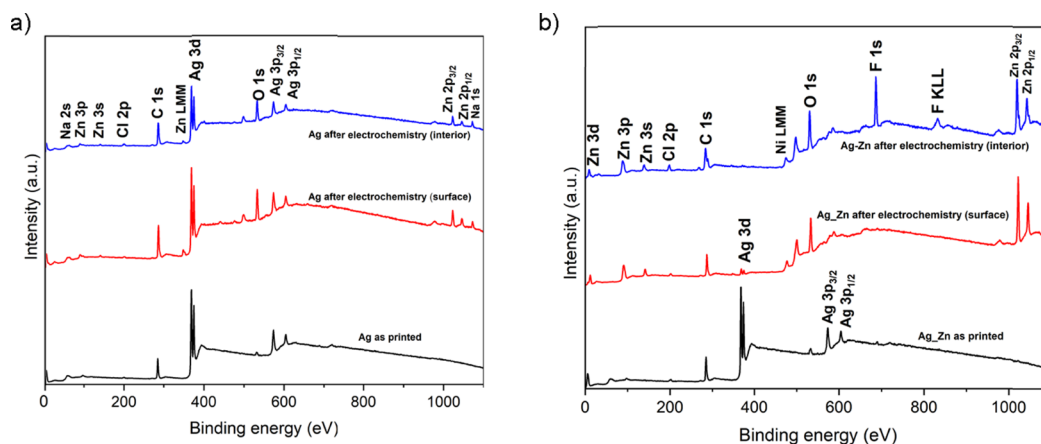 a)
Na 2s
Zn 3p
Zn 3s
Cl 2p
C 1s
Zn LMM
Ag 3d
O 1s
Ag 3p3/2
Ag 3p1/2
Zn 2p3/2
Zn 2p1/2
Na 1s
Ag after electrochemistry (interior)
Ag after electrochemistry (surface)
Ag as printed
Intensity (a.u.)
0 200 400 600 800 1000
Binding energy (eV)
b)
Zn 3d
Zn 3p
Zn 3s
Cl 2p
C 1s
Ni LMM
O 1s
F 1s
F KLL
Zn 2p3/2
Zn 2p1/2
Ag-Zn after electrochemistry (interior)
Ag_Zn after electrochemistry (surface)
Ag 3d
Ag 3p3/2
Ag 3p1/2
Ag_Zn as printed
Intensity (a.u.)
0 200 400 600 800 1000
Binding energy (eV)